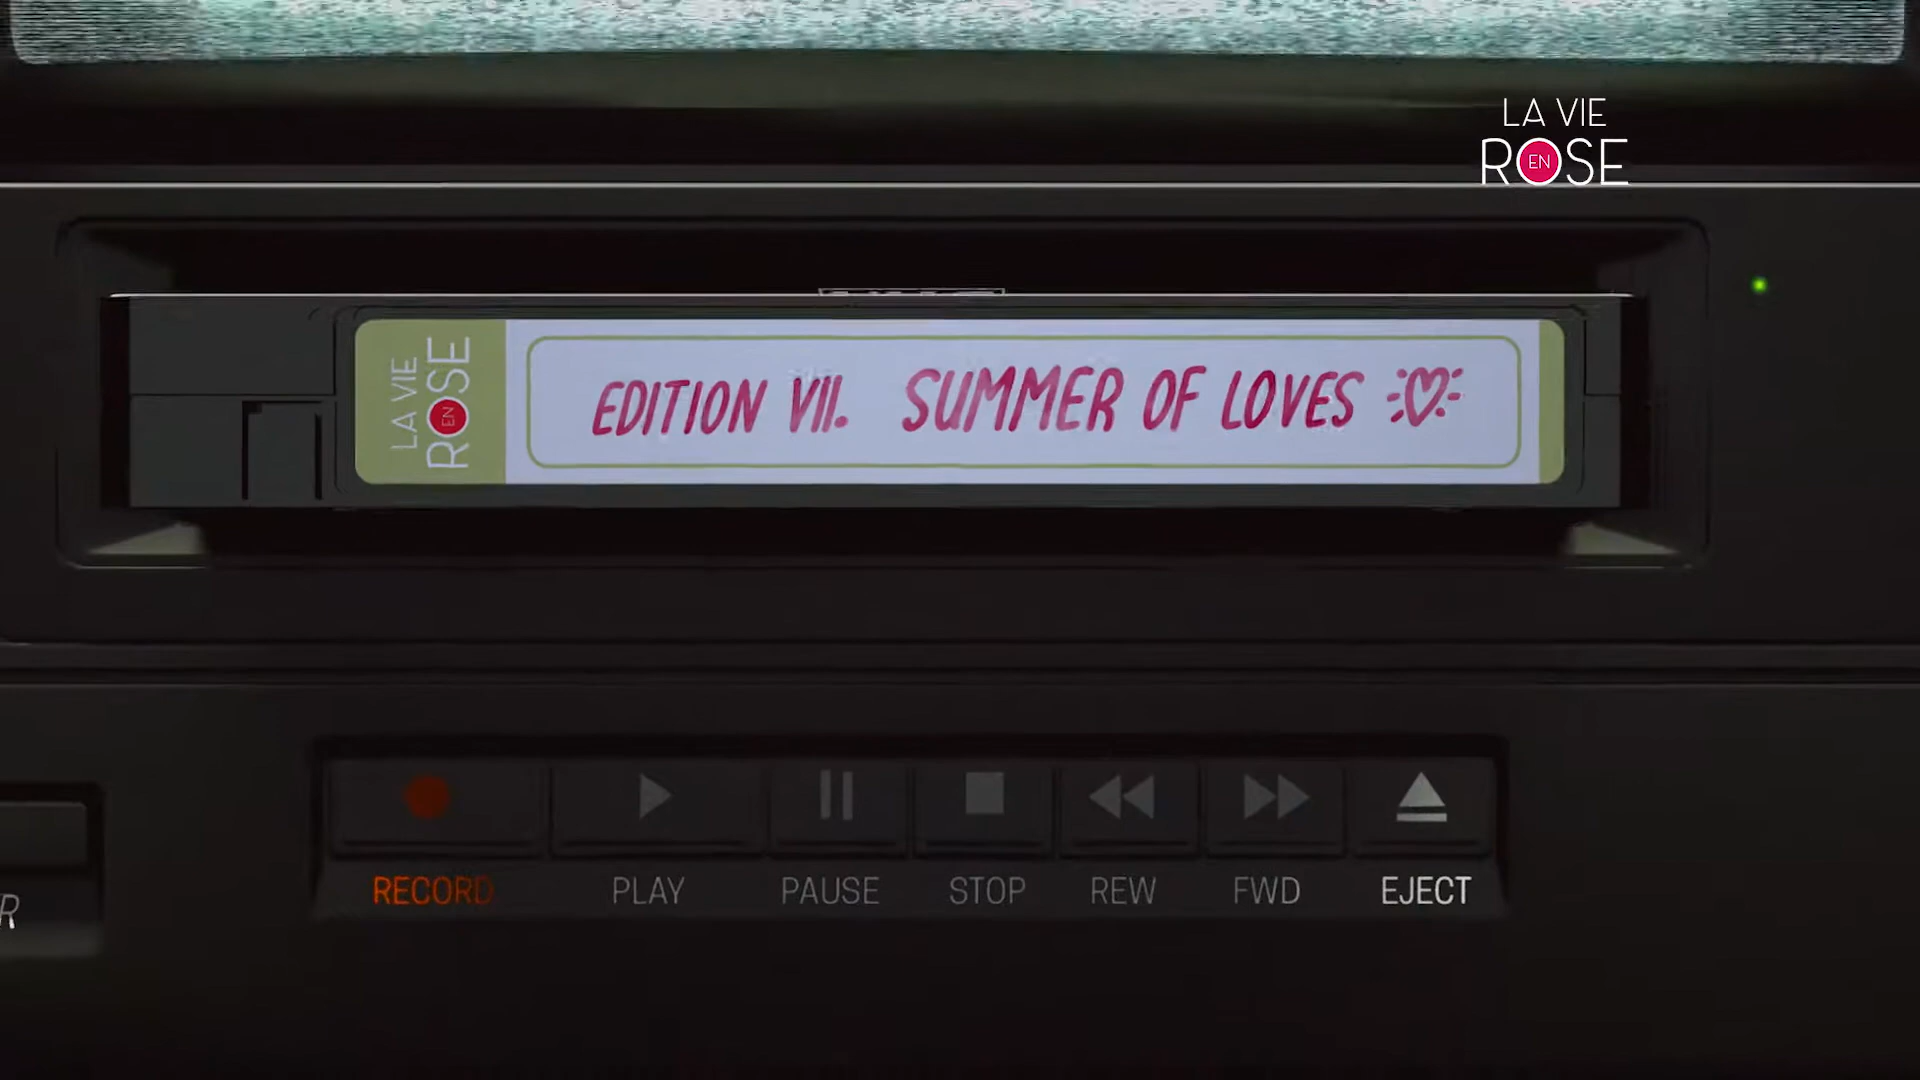 LA VIE
ROSE
EN
LA VIE
ROSE
EN
EDITION VII. SUMMER OF LOVES
RECORD
PLAY
PAUSE
STOP
REW
FWD
EJECT
R